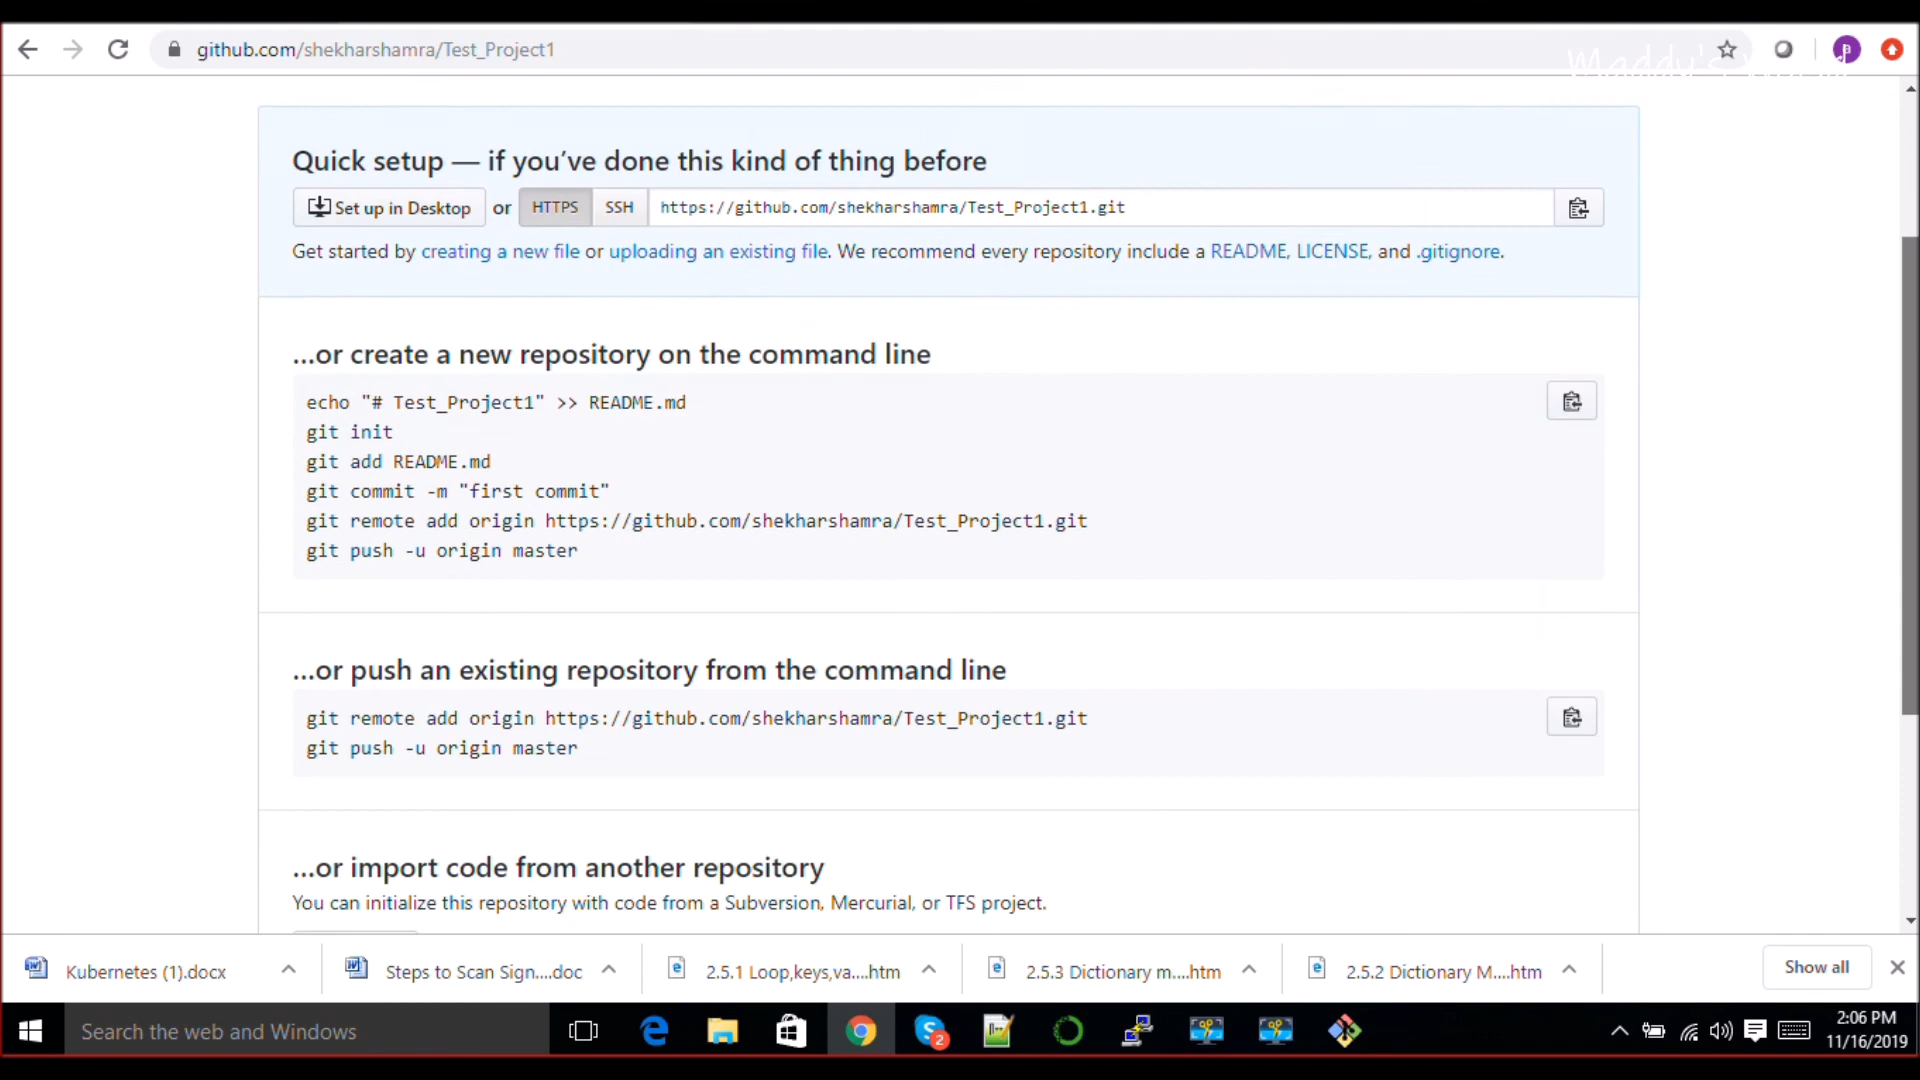 github.com/shekharshamra/Test_Project1
Maddy's World
Quick setup — if you've done this kind of thing before
Set up in Desktop or HTTPS SSH https://github.com/shekharshamra/Test_Project1.git
Get started by creating a new file or uploading an existing file. We recommend every repository include a README, LICENSE, and .gitignore.
...or create a new repository on the command line
echo "# Test_Project1" >> README.md
git init
git add README.md
git commit -m "first commit"
git remote add origin https://github.com/shekharshamra/Test_Project1.git
git push -u origin master
...or push an existing repository from the command line
git remote add origin https://github.com/shekharshamra/Test_Project1.git
git push -u origin master
...or import code from another repository
You can initialize this repository with code from a Subversion, Mercurial, or TFS project.
Kubernetes (1).docx
Steps to Scan Sign....doc
2.5.1 Loop,keys,va....htm
2.5.3 Dictionary m....htm
2.5.2 Dictionary M....htm
Show all
Search the web and Windows
2
2:06 PM
11/16/2019